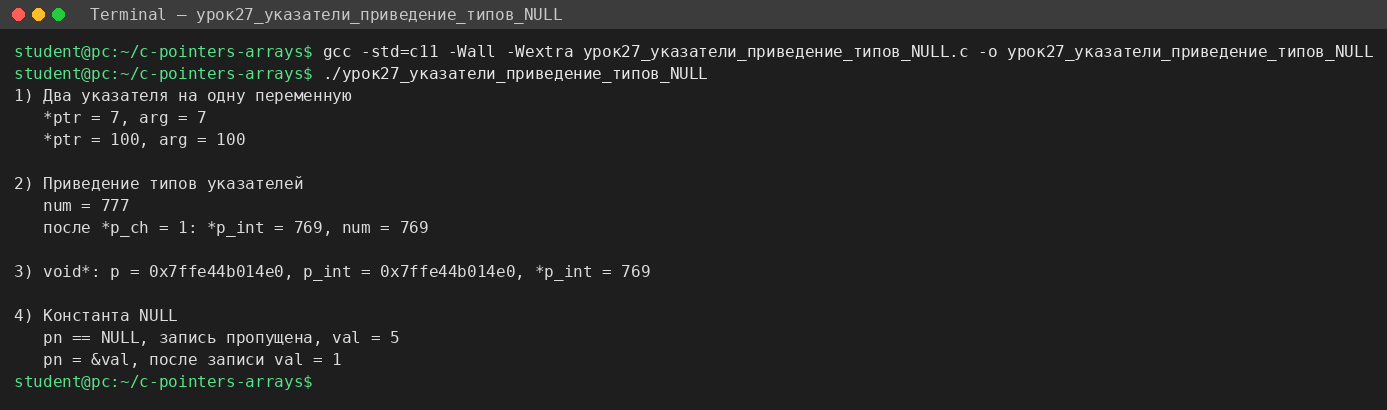 Terminal — урок27_указатели_приведение_типов_NULL
student@pc:~/c-pointers-arrays$ gcc -std=c11 -Wall -Wextra урок27_указатели_приведение_типов_NULL.c -o урок27_указатели_приведение_типов_NULL
student@pc:~/c-pointers-arrays$ ./урок27_указатели_приведение_типов_NULL
1) Два указателя на одну переменную
   *ptr = 7, arg = 7
   *ptr = 100, arg = 100

2) Приведение типов указателей
   num = 777
   после *p_ch = 1: *p_int = 769, num = 769

3) void*: p = 0x7ffe44b014e0, p_int = 0x7ffe44b014e0, *p_int = 769

4) Константа NULL
   pn == NULL, запись пропущена, val = 5
   pn = &val, после записи val = 1
student@pc:~/c-pointers-arrays$